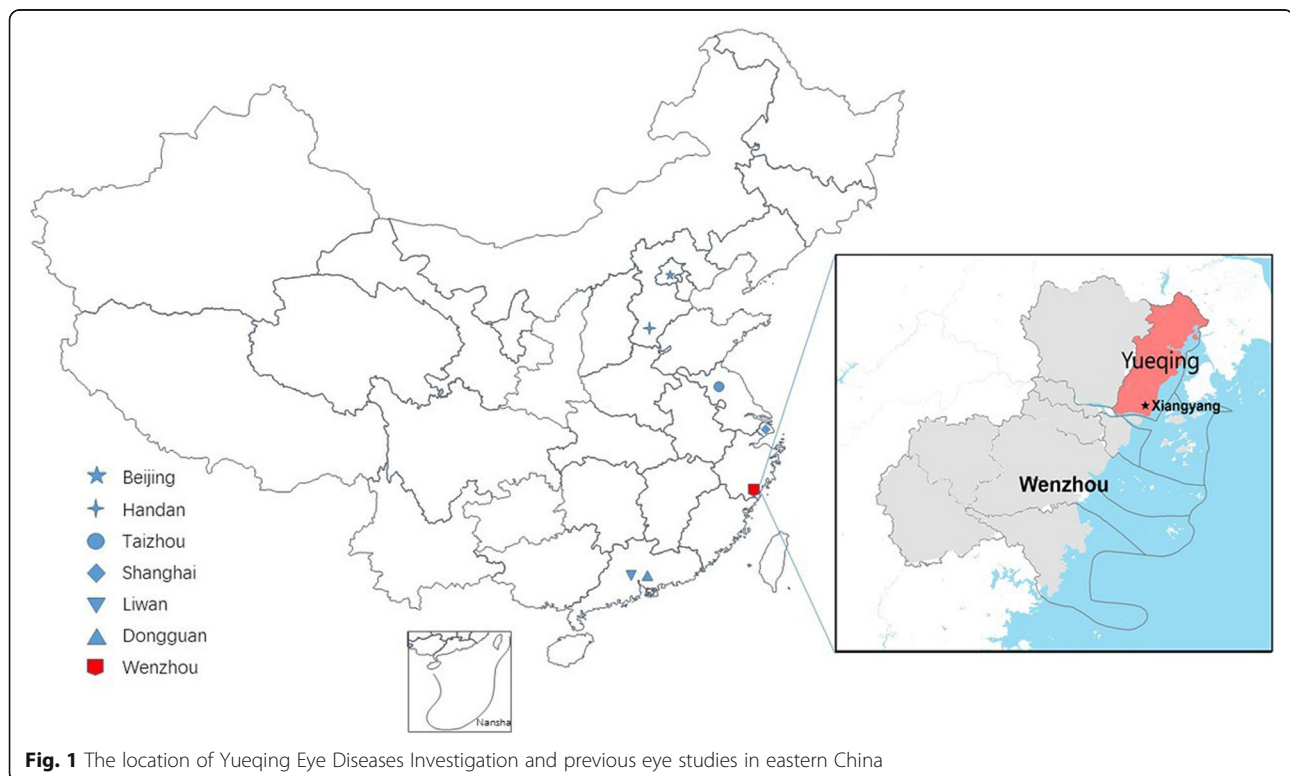 Beijing
Handan
Taizhou
Shanghai
Liwan
Dongguan
Wenzhou
Nansha
Yueqing
Xiangyang
Wenzhou
Fig. 1 The location of Yueqing Eye Diseases Investigation and previous eye studies in eastern China